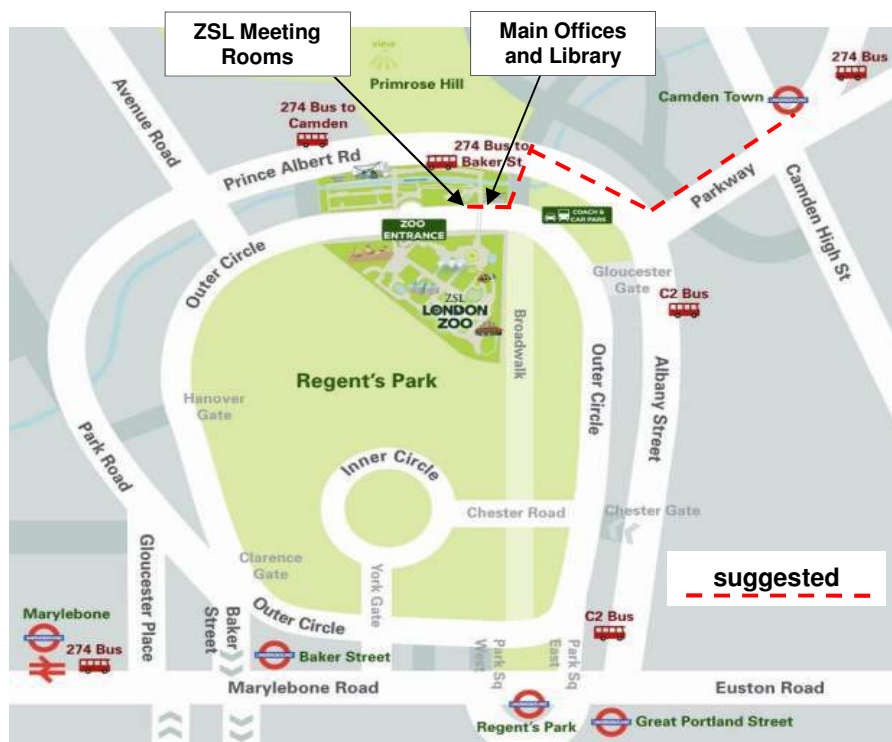 ZSL Meeting
Rooms
Main Offices
and Library
view
Primrose Hill
274 Bus
Camden Town
Avenue Road
274 Bus to
Camden
274 Bus to
Baker St
Prince Albert Rd
Parkway
Camden High St
COACH &
CAR PARK
ZOO
ENTRANCE
Outer Circle
Gloucester
Gate
C2 Bus
ZSL
LONDON
ZOO
Broadwalk
Outer Circle
Albany Street
Regent's Park
Hanover
Gate
Park Road
Inner Circle
Chester Road
Chester Gate
Gloucester Place
Clarence
Gate
York Gate
suggested
Marylebone
UNDERGROUND
274 Bus
Baker
Street
Outer Circle
C2 Bus
Baker Street
Park Sq
West
Park Sq
East
Marylebone Road
Euston Road
Regent's Park
Great Portland Street